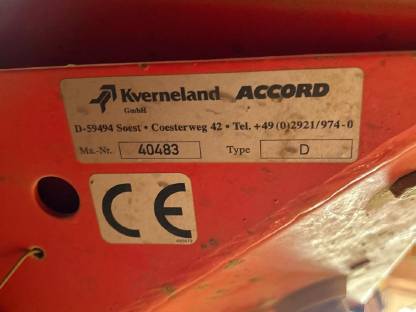 Kverneland ACCORD
GmbH
D-59494 Soest • Coesterweg 42 • Tel. +49 (0) 2921/974-0
Ma.-Nr. 40483 Type D
CE